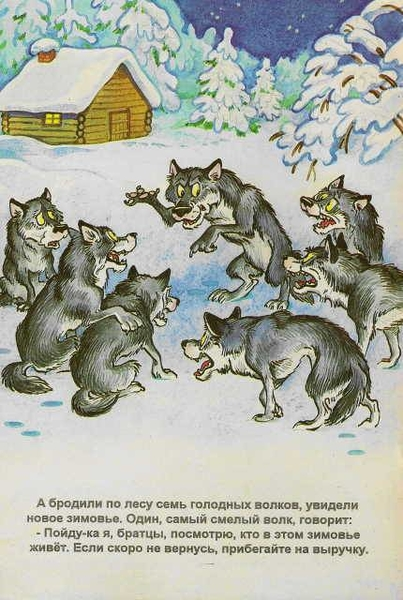 А бродили по лесу семь голодных волков, увидели
новое зимовье. Один, самый смелый волк, говорит:
- Пойду-ка я, братцы, посмотрю, кто в этом зимовье
живёт. Если скоро не вернусь, прибегайте на выручку.